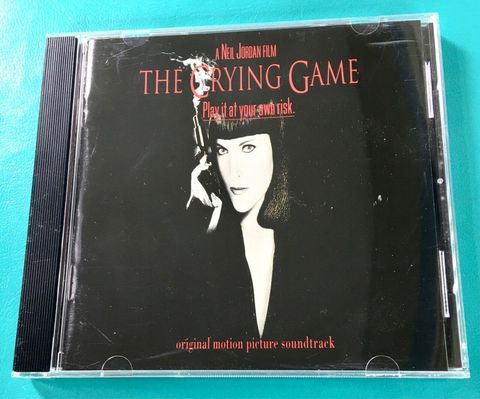 A NEIL JORDAN FILM
THE CRYING GAME
Play it at your own risk.
original motion picture soundtrack